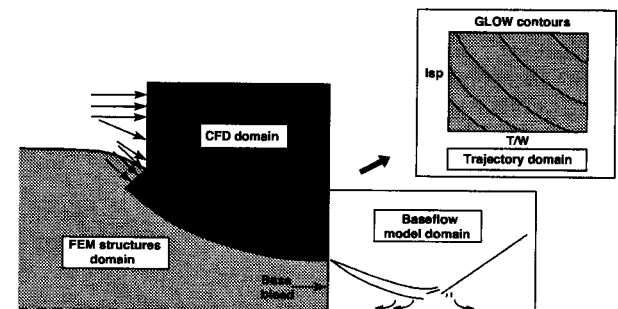 GLOW contours
Isp
T/W
Trajectory domain
CFD domain
Baseflow
model domain
FEM structures
domain
Base
bleed